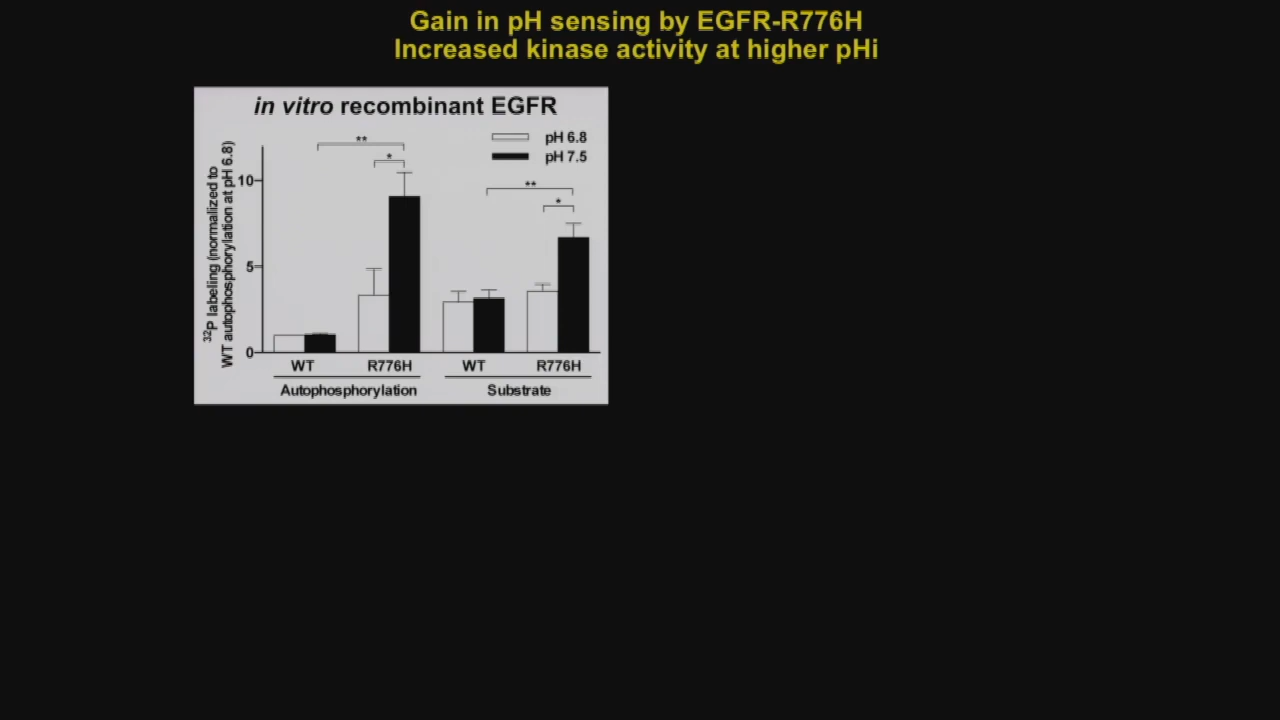 Gain in pH sensing by EGFR-R776H
Increased kinase activity at higher pHi
in vitro recombinant EGFR
pH 6.8
pH 7.5
**
*
**
*
32P labeling (normalized to
WT autophosphorylation at pH 6.8)
10
5
0
WT R776H WT R776H
Autophosphorylation Substrate